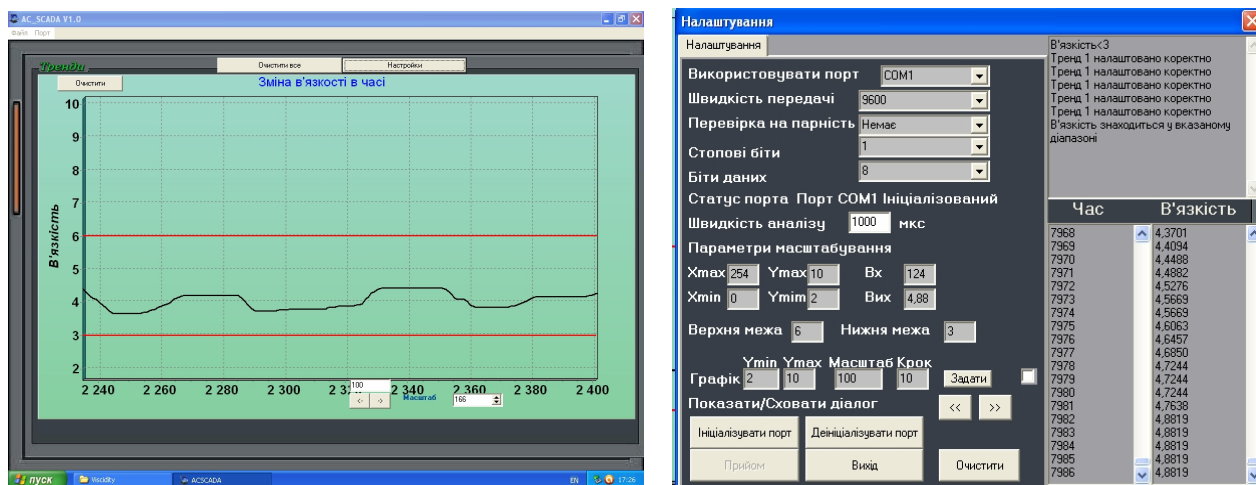 AC_SCADA V1.0
Файл Порт
Тренды
Очистити все
Настройки
Очистити
Зміна в'язкості в часі
В'язкість
10
9
8
7
6
5
4
3
2
2 240 2 260 2 280 2 300 2 320 2 340 2 360 2 380 2 400
100
<- ->
Масштаб
166
пуск
Viscidity
ACSCADA
EN
17:26
Налаштування
Налаштування
Використовувати порт COM1
Швидкість передачі 9600
Перевірка на парність Немає
Стопові біти 1
Біти даних 8
Статус порта Порт COM1 Ініціалізований
Швидкість аналізу 1000 мкс
Параметри масштабування
Xmax 254 Ymax 10 Вх 124
Xmin 0 Ymim 2 Вих 4,88
Верхня межа 6 Нижня межа 3
Ymin Ymax Масштаб Крок
Графік 2 10 100 10 Задати
Показати/Сховати діалог << >>
Ініціалізувати порт Деініціалізувати порт
Прийом Вихід Очистити
В'язкість<3
Тренд 1 налаштовано коректно
Тренд 1 налаштовано коректно
Тренд 1 налаштовано коректно
Тренд 1 налаштовано коректно
Тренд 1 налаштовано коректно
В'язкість знаходиться у вказаному
діапазоні
Час В'язкість
7968 4,3701
7969 4,4094
7970 4,4488
7971 4,4882
7972 4,5276
7973 4,5669
7974 4,5669
7975 4,6063
7976 4,6457
7977 4,6850
7978 4,7244
7979 4,7244
7980 4,7244
7981 4,7638
7982 4,8819
7983 4,8819
7984 4,8819
7985 4,8819
7986 4,8819